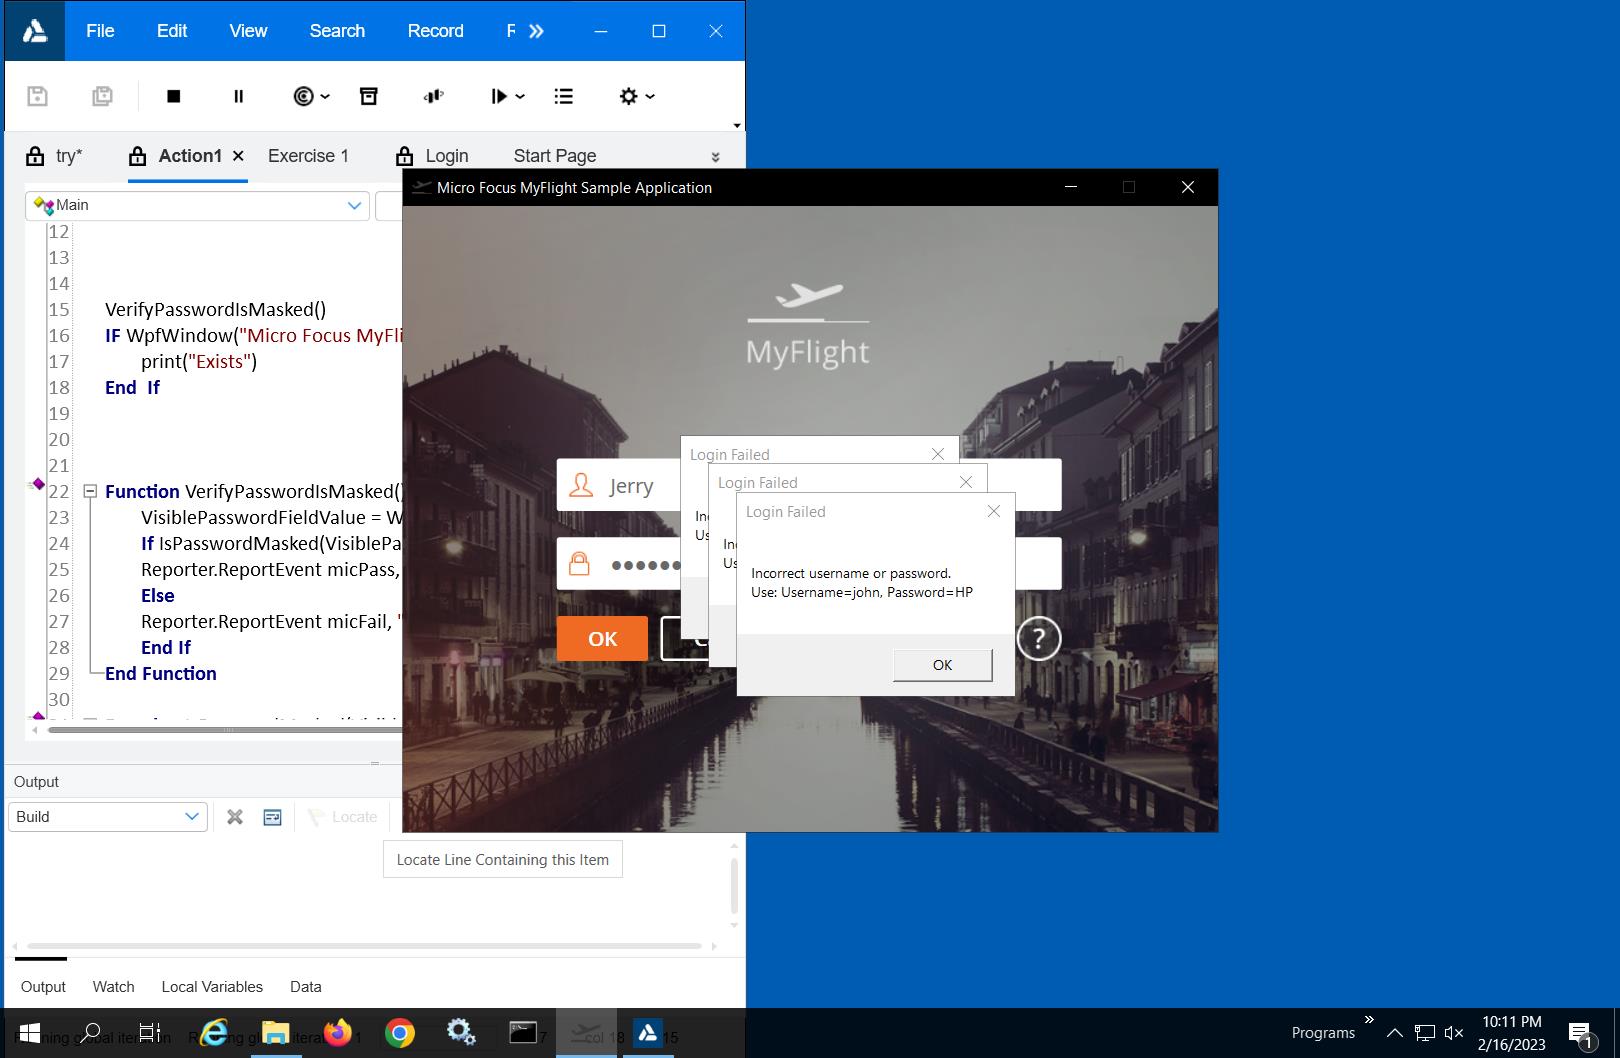 File Edit View Search Record
try* Action1 Exercise 1 Login Start Page
Main
12
13
14
15 VerifyPasswordIsMasked()
16 IF WpfWindow("Micro Focus MyFli
17 print("Exists")
18 End If
19
20
21
22 Function VerifyPasswordIsMasked()
23 VisiblePasswordFieldValue = W
24 If IsPasswordMasked(VisiblePa
25 Reporter.ReportEvent micPass,
26 Else
27 Reporter.ReportEvent micFail, "
28 End If
29 End Function
30
Output
Build Locate
Locate Line Containing this Item
Output Watch Local Variables Data
Micro Focus MyFlight Sample Application
MyFlight
Jerry
OK
?
Login Failed
Login Failed
Login Failed
Incorrect username or password.
Use: Username=john, Password=HP
OK
Programs
10:11 PM
2/16/2023
1